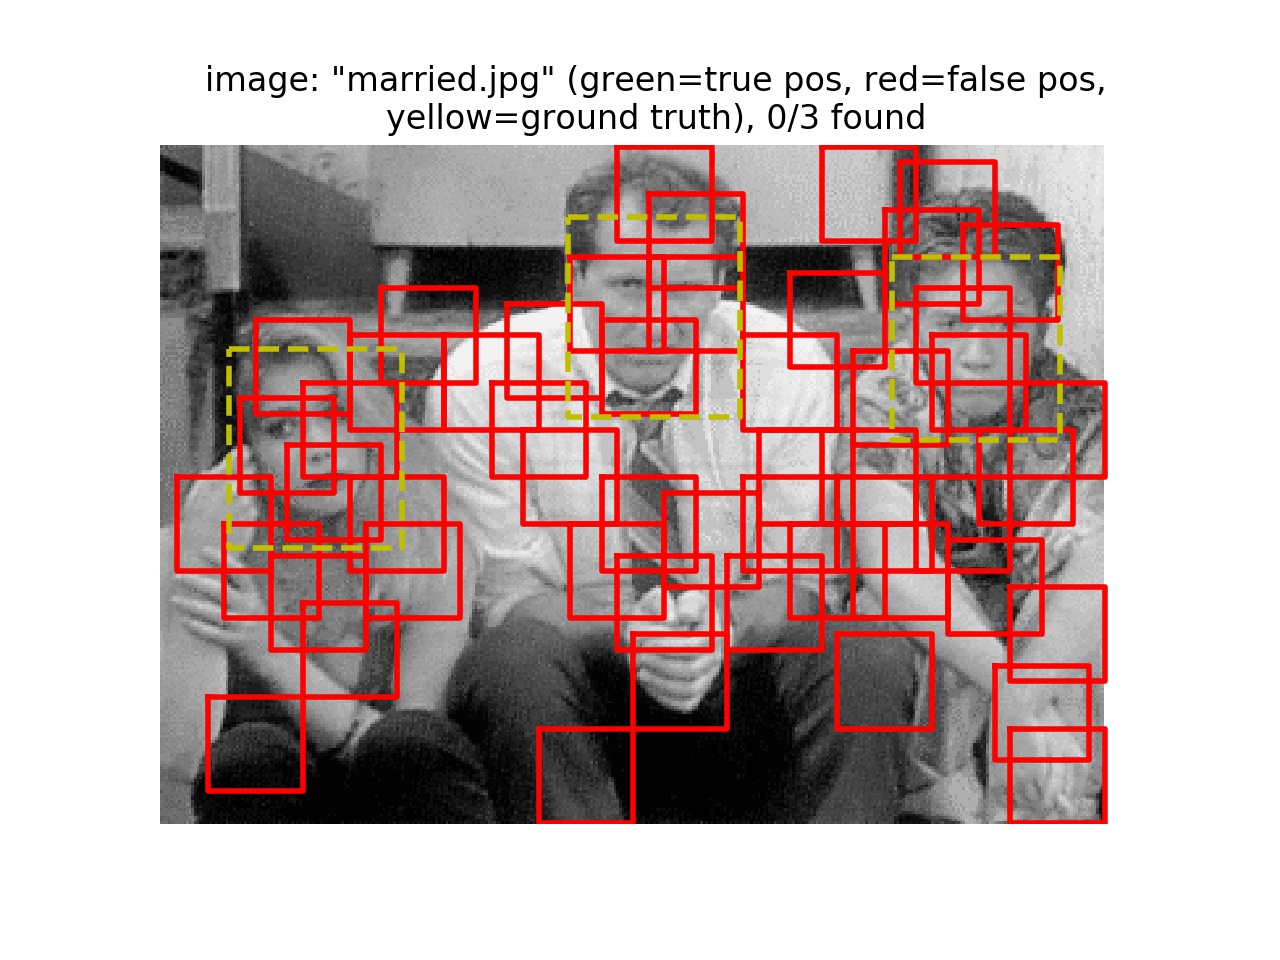 image: "married.jpg" (green=true pos, red=false pos,
yellow=ground truth), 0/3 found